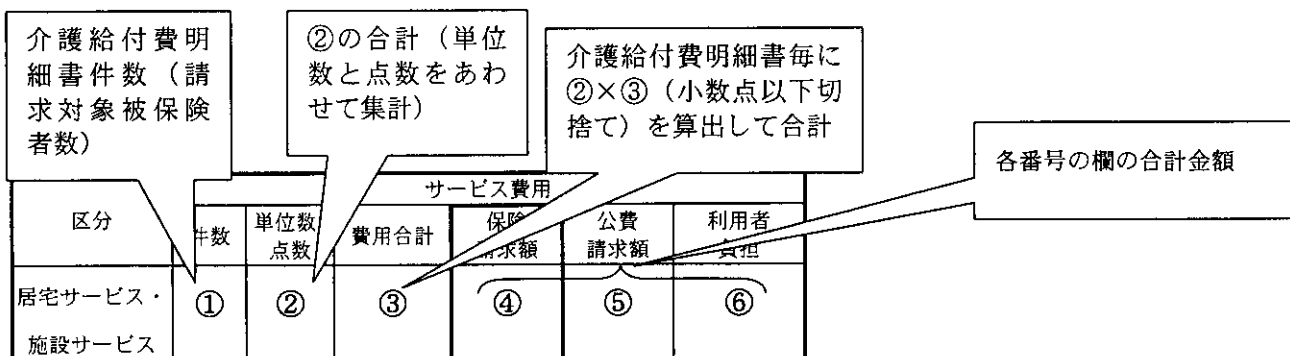 介護給付費明
細書件数（請
求対象被保険
者数）
②の合計（単位
数と点数をあわ
せて集計）
介護給付費明細書毎に
②×③（小数点以下切
捨て）を算出して合計
各番号の欄の合計金額
サービス費用
区分
件数
単位数
点数
費用合計
保険
請求額
公費
請求額
利用者
負担
居宅サービス・
施設サービス
①
②
③
④
⑤
⑥